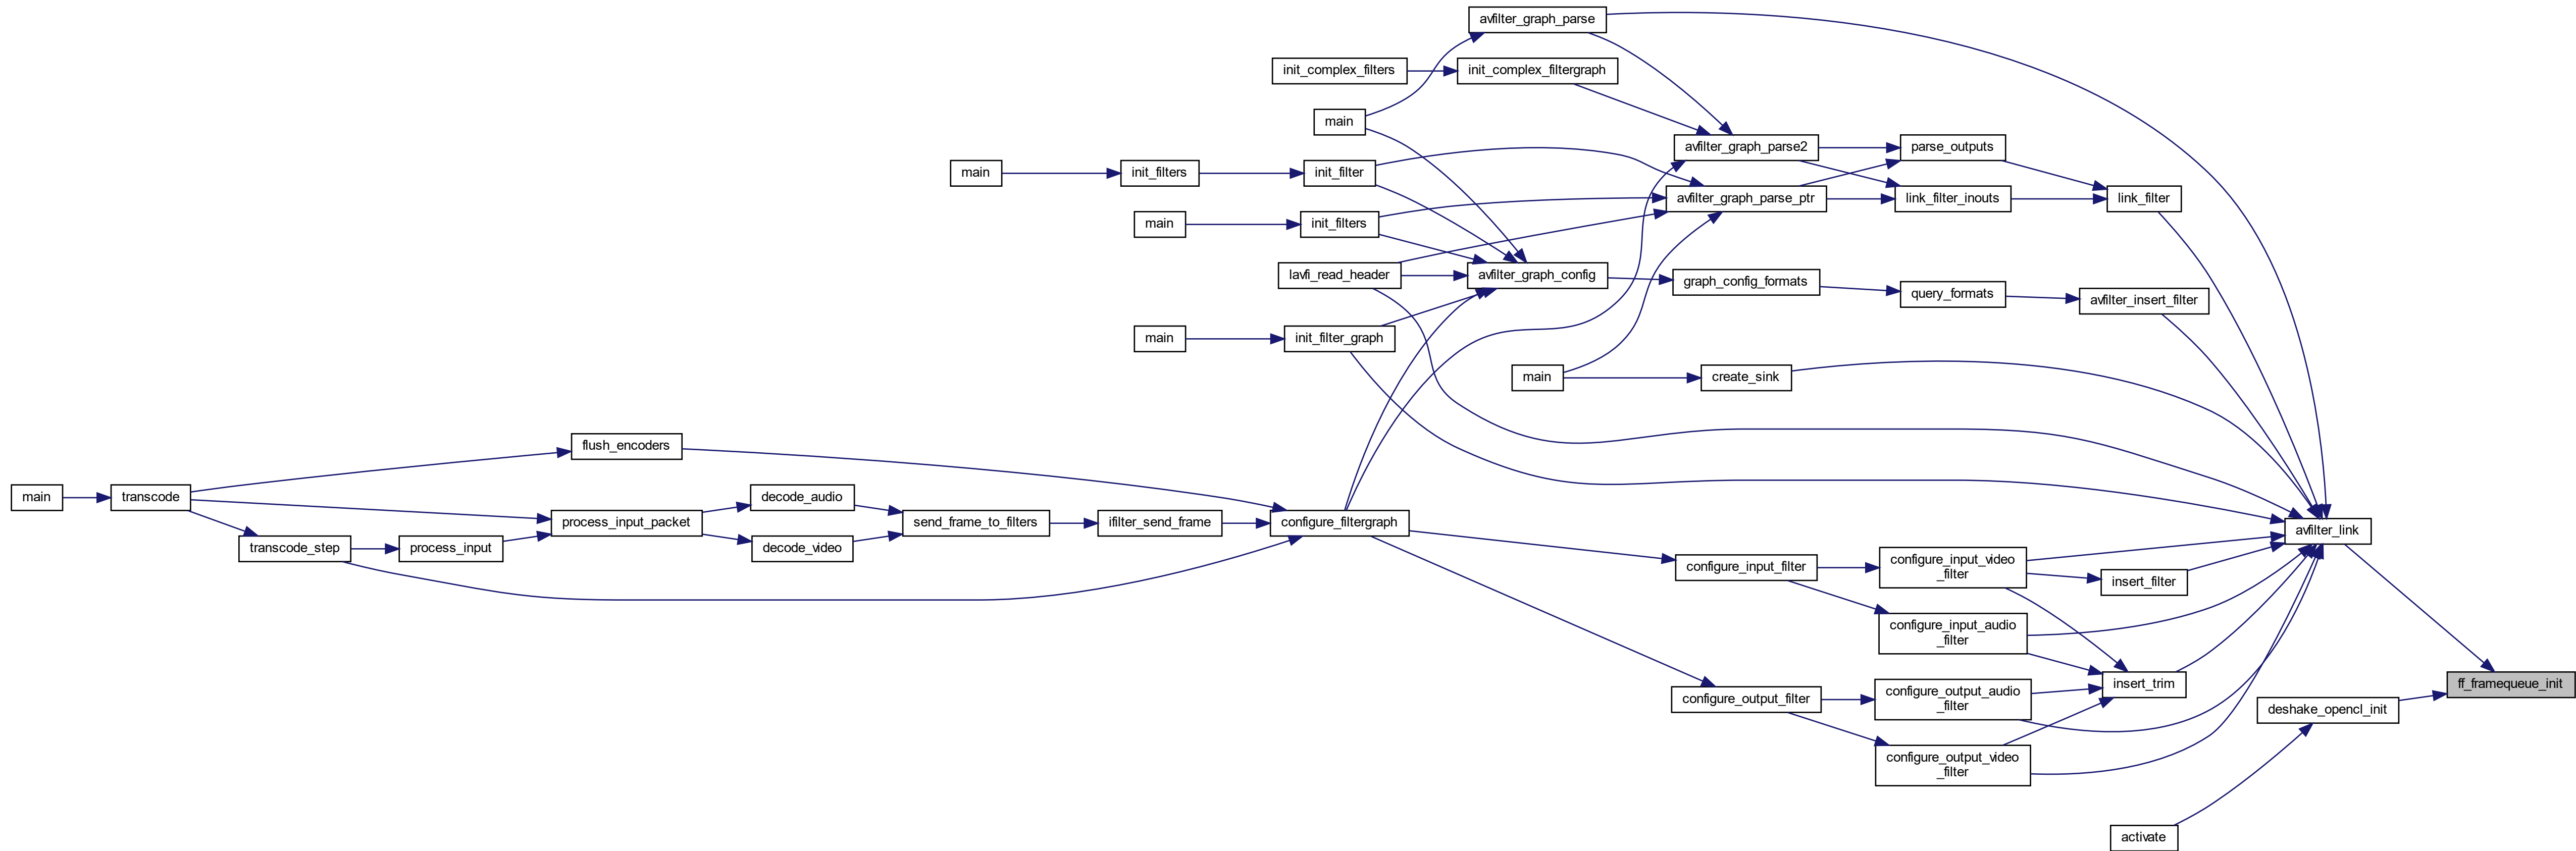 avfilter_graph_parse
init_complex_filters
init_complex_filtergraph
main
avfilter_graph_parse2
parse_outputs
main
init_filters
init_filter
avfilter_graph_parse_ptr
link_filter_inouts
link_filter
main
init_filters
lavfi_read_header
avfilter_graph_config
graph_config_formats
query_formats
avfilter_insert_filter
main
init_filter_graph
main
create_sink
flush_encoders
main
transcode
decode_audio
process_input_packet
send_frame_to_filters
ifilter_send_frame
configure_filtergraph
avfilter_link
transcode_step
process_input
decode_video
configure_input_filter
configure_input_video
_filter
insert_filter
configure_input_audio
_filter
insert_trim
ff_framequeue_init
configure_output_filter
configure_output_audio
_filter
deshake_opencl_init
configure_output_video
_filter
activate